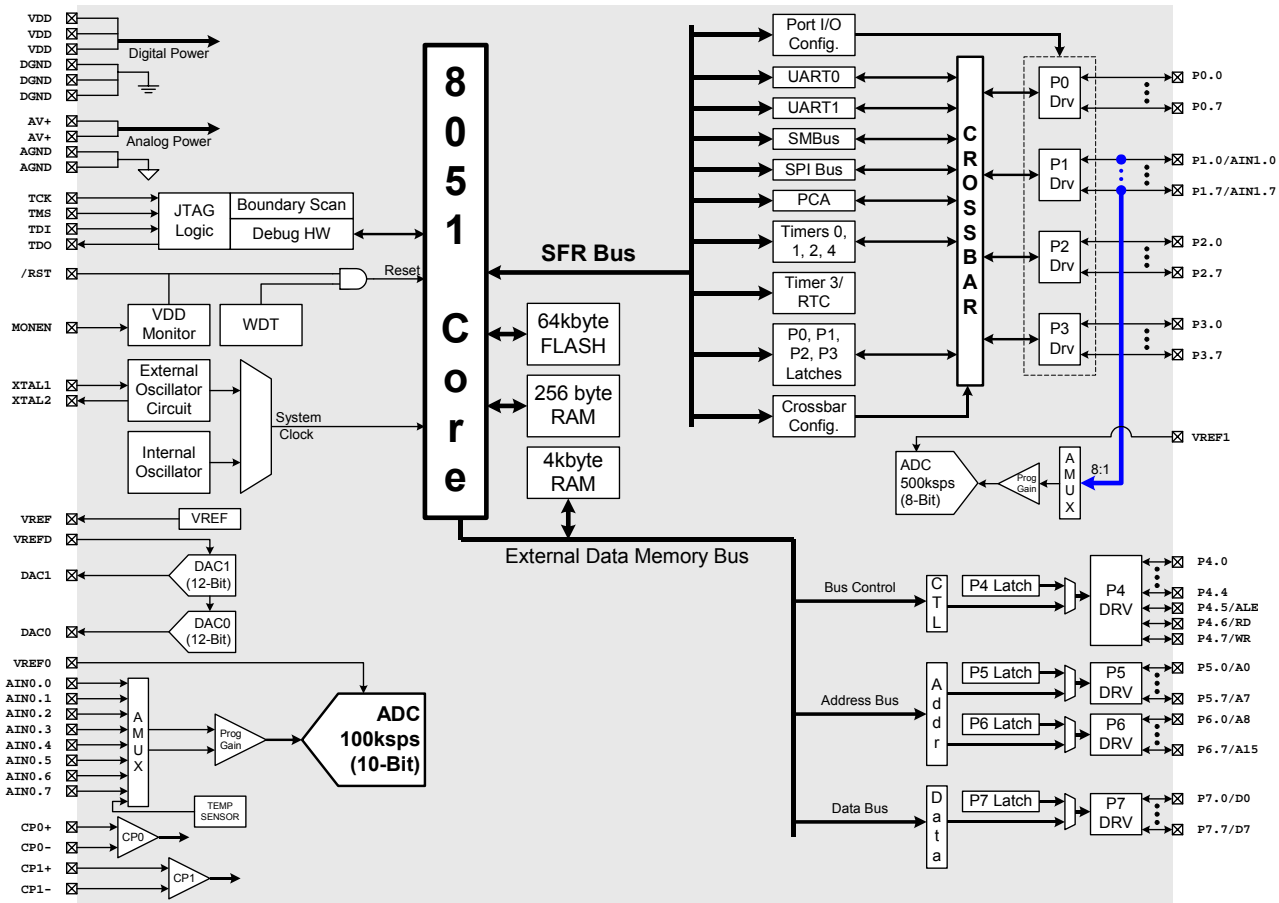 VDD
VDD
VDD
Digital Power
DGND
DGND
DGND
AV+
AV+
Analog Power
AGND
AGND
TCK
TMS
TDI
TDO
JTAG
Logic
Boundary Scan
Debug HW
/RST
Reset
MONEN
VDD
Monitor
WDT
XTAL1
XTAL2
External
Oscillator
Circuit
Internal
Oscillator
System
Clock
VREF
VREF
VREFD
DAC1
DAC1
(12-Bit)
DAC0
DAC0
(12-Bit)
VREF0
AIN0.0
AIN0.1
AIN0.2
AIN0.3
AIN0.4
AIN0.5
AIN0.6
AIN0.7
AMUX
Prog
Gain
ADC
100ksps
(10-Bit)
TEMP
SENSOR
CP0+
CP0-
CP0
CP1+
CP1-
CP1
8051 Core
64kbyte
FLASH
256 byte
RAM
4kbyte
RAM
SFR Bus
External Data Memory Bus
Port I/O
Config.
UART0
UART1
SMBus
SPI Bus
PCA
Timers 0,
1, 2, 4
Timer 3/
RTC
P0, P1,
P2, P3
Latches
Crossbar
Config.
CROSSBAR
P0
Drv
P1
Drv
P2
Drv
P3
Drv
P0.0
P0.7
P1.0/AIN1.0
P1.7/AIN1.7
P2.0
P2.7
P3.0
P3.7
VREF1
ADC
500ksps
(8-Bit)
Prog
Gain
AMUX
8:1
Bus Control
CTL
P4 Latch
P4
DRV
P4.0
P4.4
P4.5/ALE
P4.6/RD
P4.7/WR
Address Bus
Addr
P5 Latch
P5
DRV
P5.0/A0
P5.7/A7
P6 Latch
P6
DRV
P6.0/A8
P6.7/A15
Data Bus
Data
P7 Latch
P7
DRV
P7.0/D0
P7.7/D7